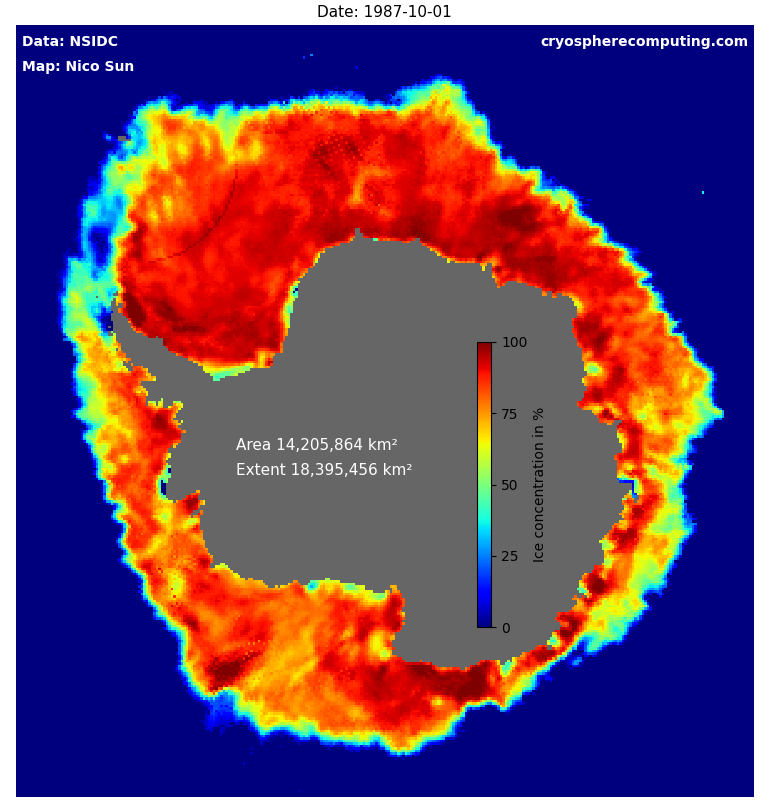 Date: 1987-10-01
Data: NSIDC
cryospherecomputing.com
Map: Nico Sun
100
75
50
25
0
Ice concentration in %
Area 14,205,864 km²
Extent 18,395,456 km²